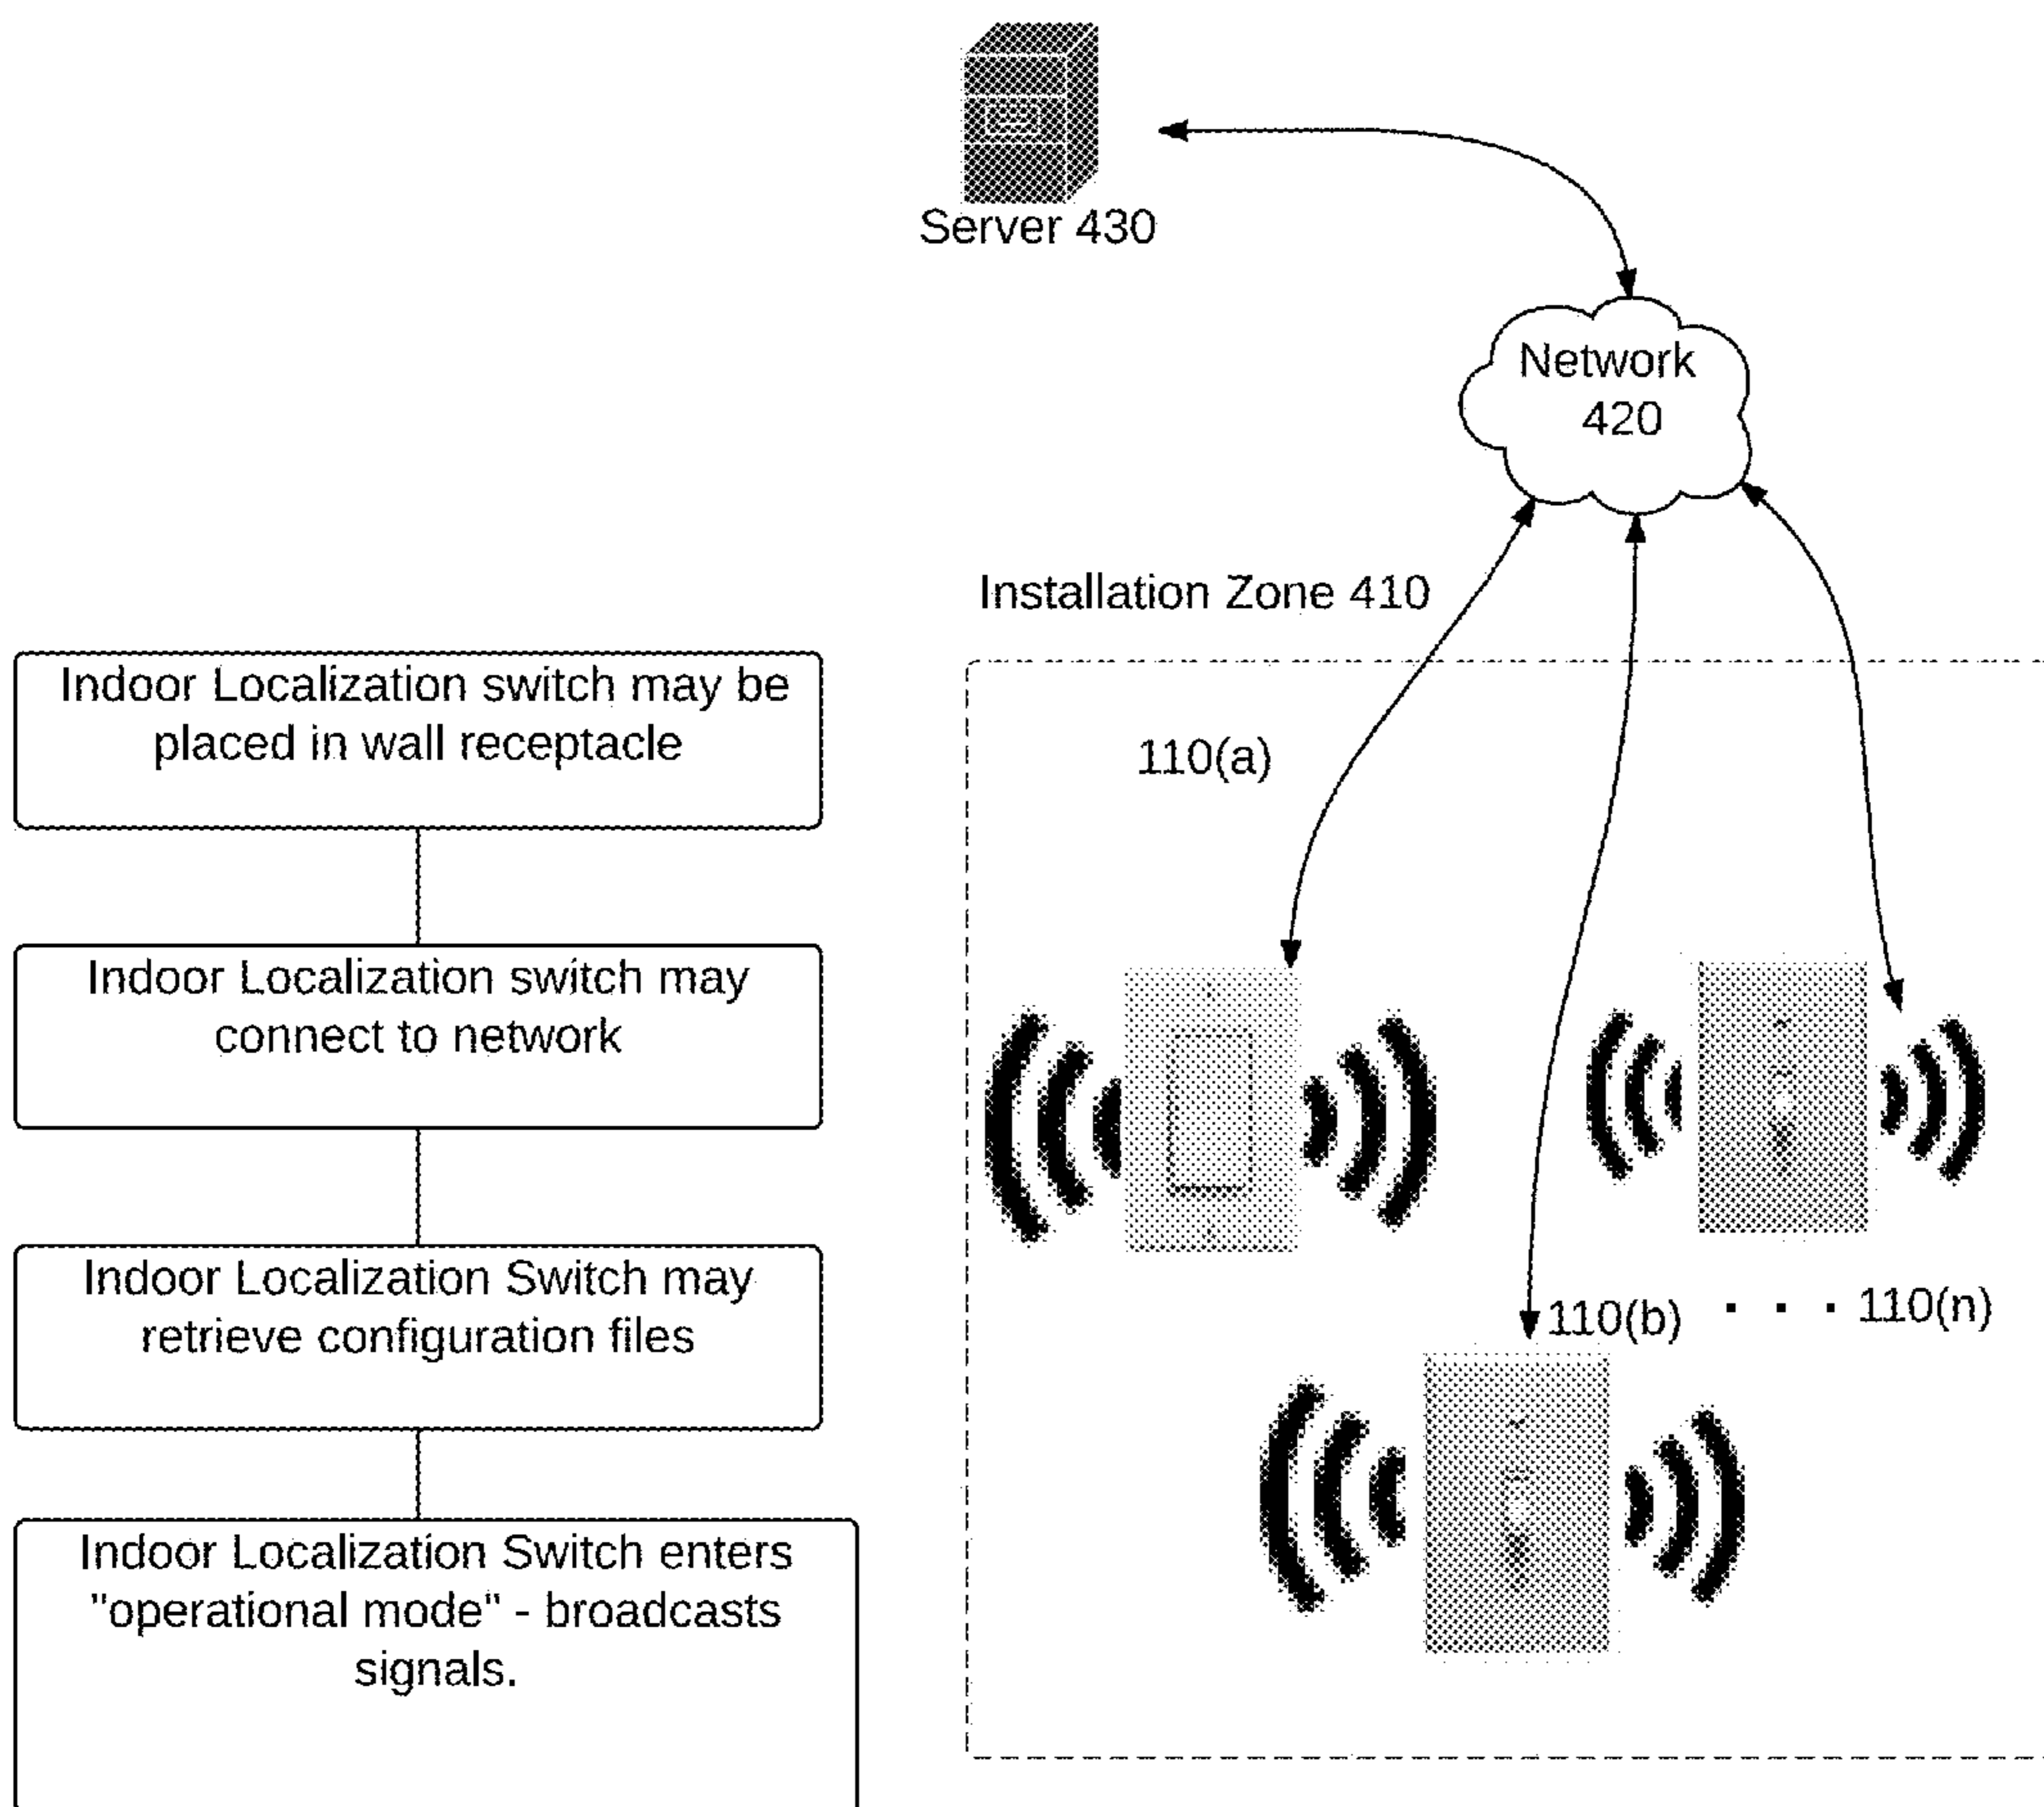 Server 430
Network
420
Installation Zone 410
Indoor Localization switch may be
placed in wall receptacle
110(a)
Indoor Localization switch may
connect to network
Indoor Localization Switch may
retrieve configuration files
110(b) . . . 110(n)
Indoor Localization Switch enters
"operational mode" - broadcasts
signals.